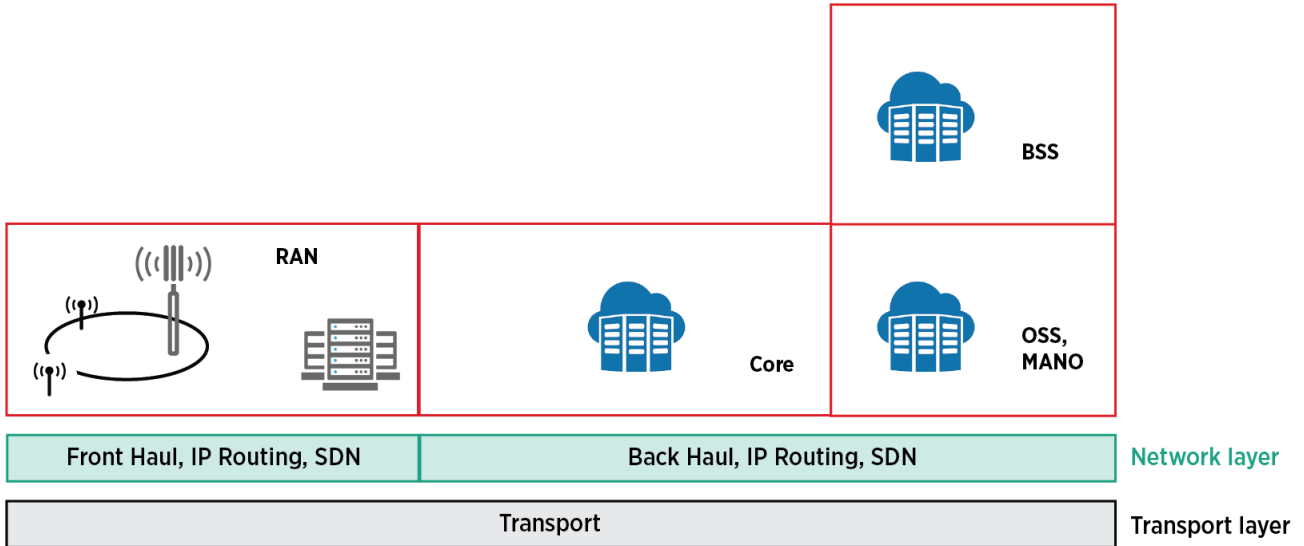 BSS
RAN
Core
OSS,
MANO
Front Haul, IP Routing, SDN
Back Haul, IP Routing, SDN
Network layer
Transport
Transport layer